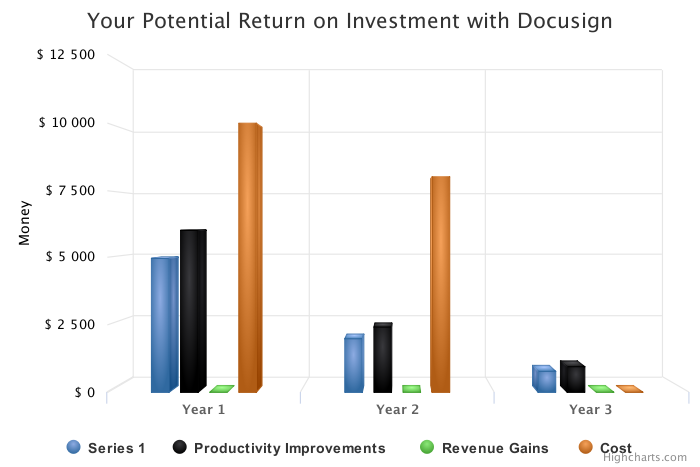 Your Potential Return on Investment with Docusign
$ 12 500
$ 10 000
$ 7 500
$ 5 000
$ 2 500
$ 0
Money
Year 1 Year 2 Year 3
Series 1 Productivity Improvements Revenue Gains Cost
Highcharts.com